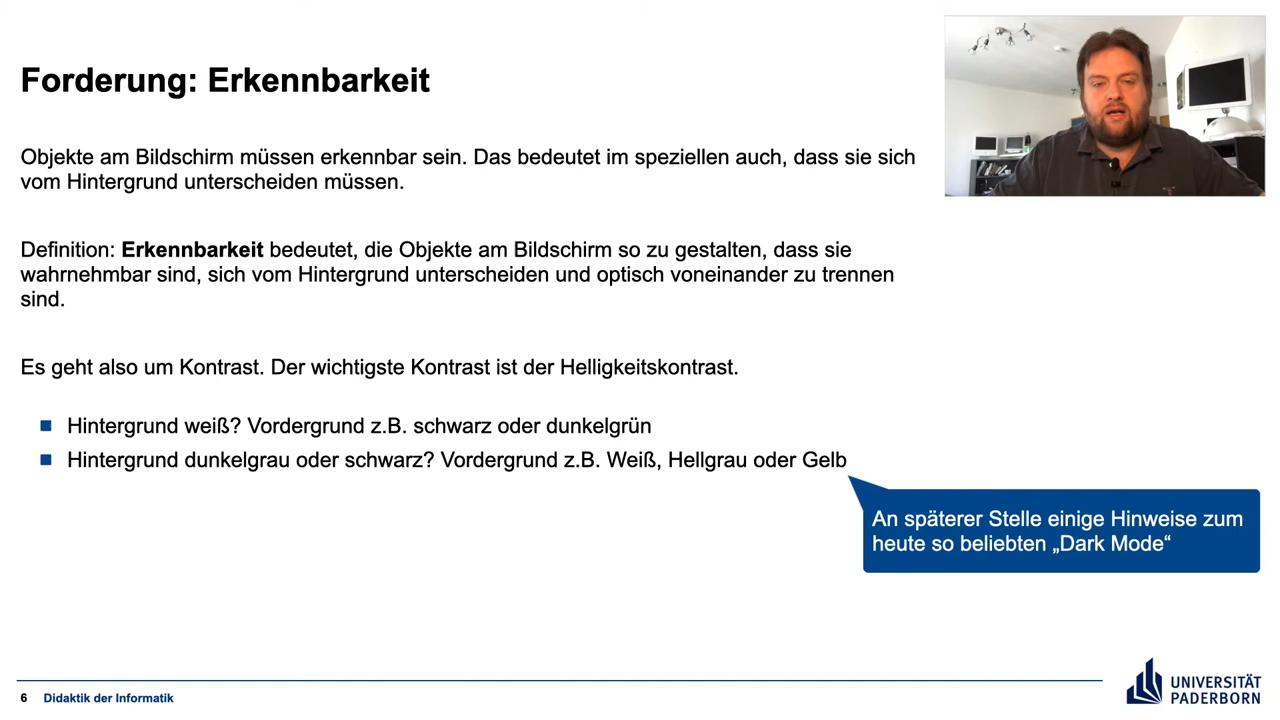 Forderung: Erkennbarkeit
Objekte am Bildschirm müssen erkennbar sein. Das bedeutet im speziellen auch, dass sie sich
vom Hintergrund unterscheiden müssen.
Definition: Erkennbarkeit bedeutet, die Objekte am Bildschirm so zu gestalten, dass sie
wahrnehmbar sind, sich vom Hintergrund unterscheiden und optisch voneinander zu trennen
sind.
Es geht also um Kontrast. Der wichtigste Kontrast ist der Helligkeitskontrast.
Hintergrund weiß? Vordergrund z.B. schwarz oder dunkelgrün
Hintergrund dunkelgrau oder schwarz? Vordergrund z.B. Weiß, Hellgrau oder Gelb
An späterer Stelle einige Hinweise zum
heute so beliebten „Dark Mode“
6 Didaktik der Informatik
UNIVERSITÄT
PADERBORN